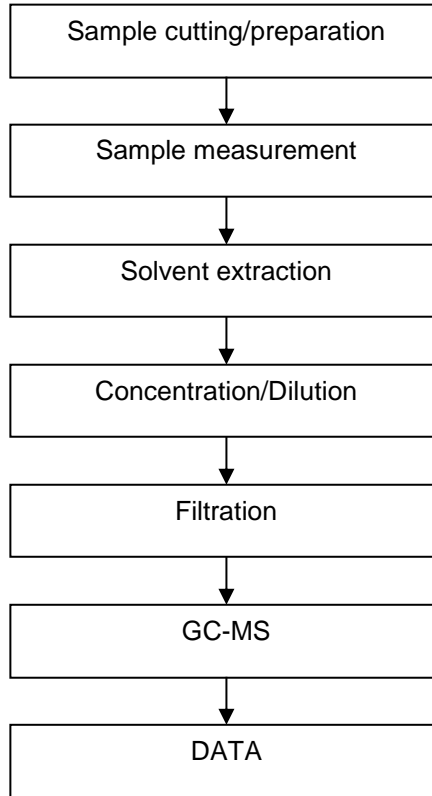 Sample cutting/preparation
Sample measurement
Solvent extraction
Concentration/Dilution
Filtration
GC-MS
DATA